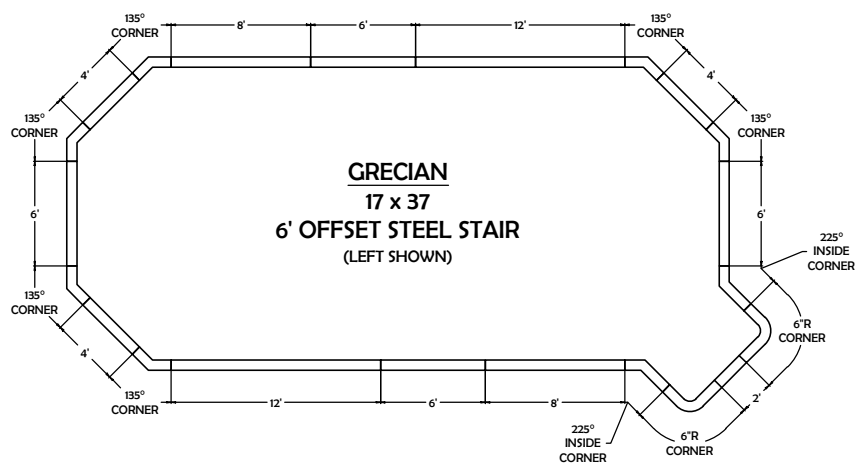 135°
CORNER
8'
6'
12'
135°
CORNER
4'
4'
135°
CORNER
135°
CORNER
GRECIAN
17 x 37
6' OFFSET STEEL STAIR
(LEFT SHOWN)
6'
6'
225°
INSIDE
CORNER
135°
CORNER
6"R
CORNER
4'
135°
CORNER
12'
6'
8'
2'
225°
INSIDE
CORNER
6"R
CORNER